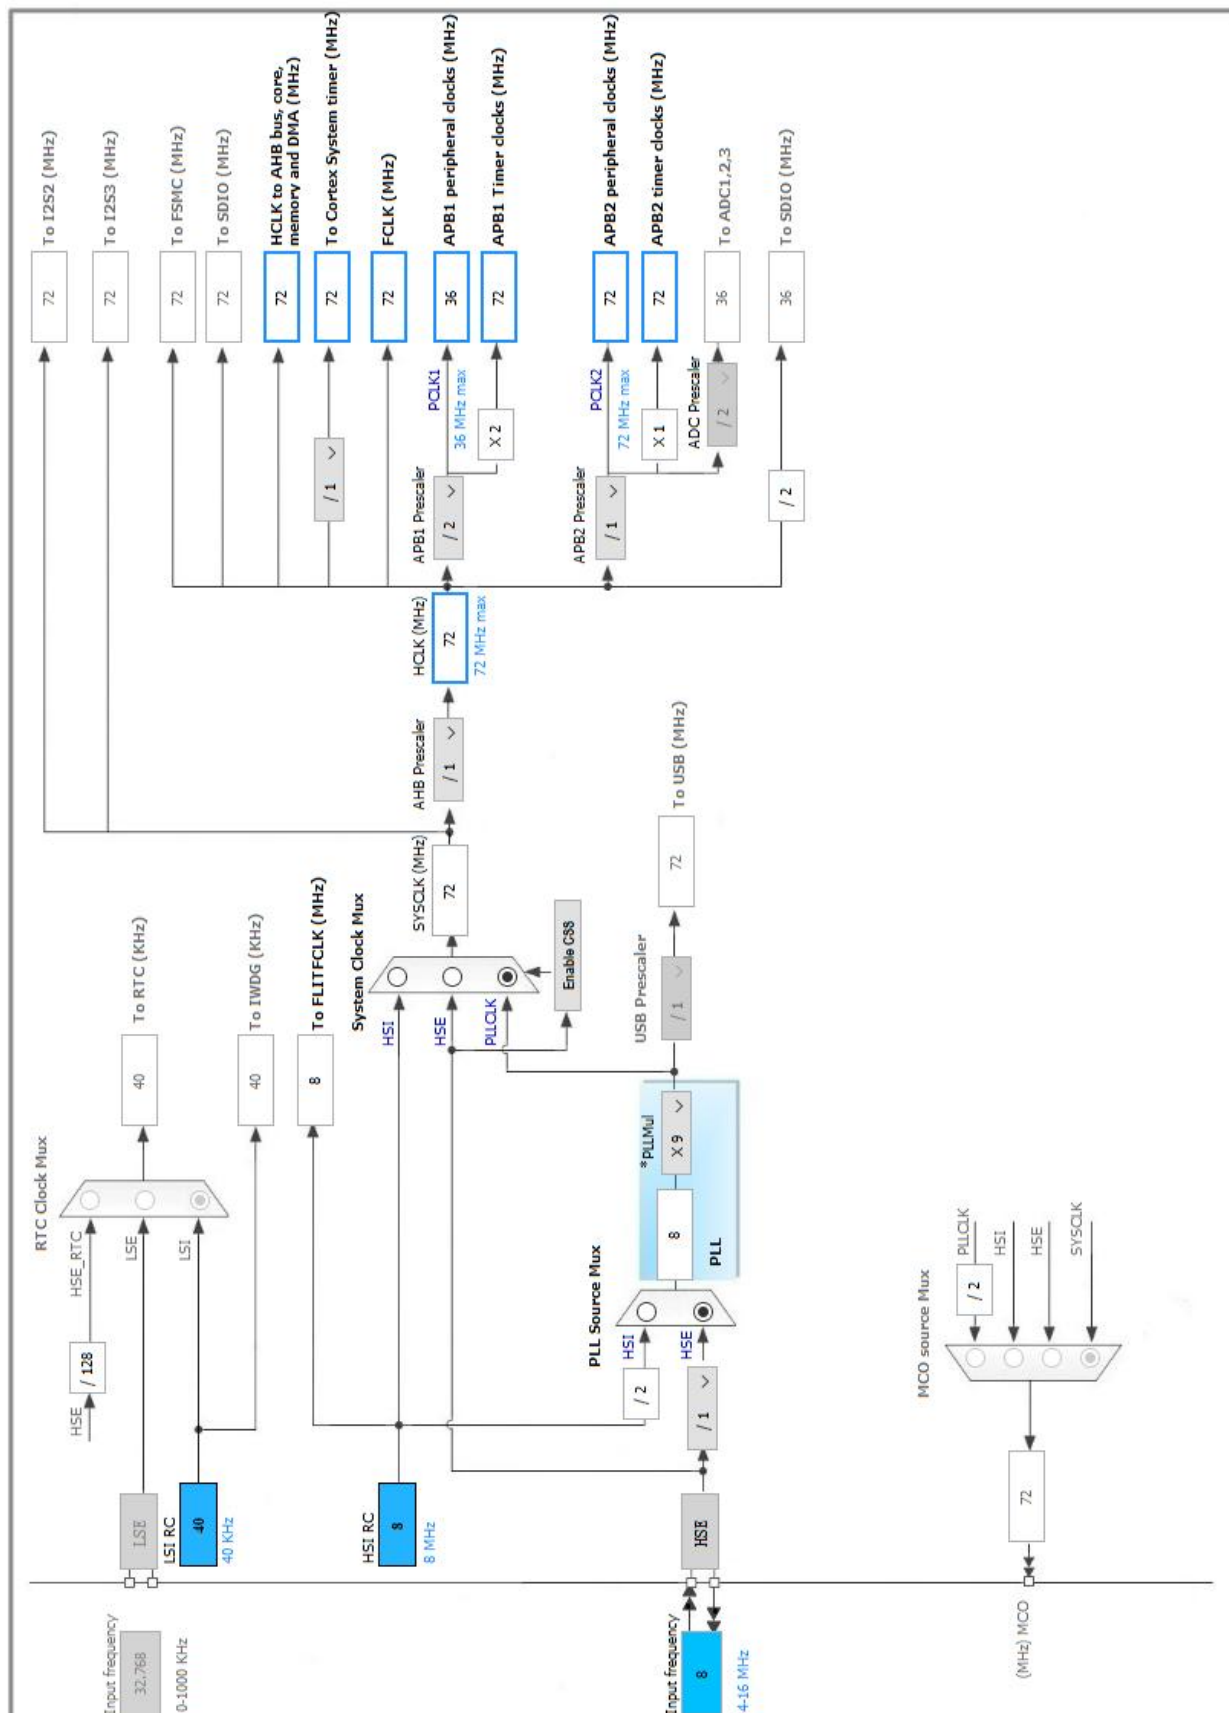 RTC Clock Mux
HSE
/ 128
HSE_RTC
To RTC (KHz)
40
LSE
LSI
Input frequency
32.768
0-1000 KHz
LSE
LSI RC
40
40 KHz
To IWDG (KHz)
40
To FLITFCLK (MHz)
8
HSI RC
8
8 MHz
System Clock Mux
HSI
HSE
PLLCLK
Enable CSS
SYSCLK (MHz)
72
AHB Prescaler
/ 1
HCLK (MHz)
72
72 MHz max
72
To I2S2 (MHz)
72
To I2S3 (MHz)
72
To FSMC (MHz)
72
To SDIO (MHz)
72
HCLK to AHB bus, core,
memory and DMA (MHz)
/ 1
72
To Cortex System timer (MHz)
72
FCLK (MHz)
APB1 Prescaler
/ 2
PCLK1
36 MHz max
36
APB1 peripheral clocks (MHz)
X 2
72
APB1 Timer clocks (MHz)
APB2 Prescaler
/ 1
PCLK2
72 MHz max
72
APB2 peripheral clocks (MHz)
X 1
72
APB2 timer clocks (MHz)
ADC Prescaler
/ 2
36
To ADC1,2,3
/ 2
36
To SDIO (MHz)
PLL Source Mux
HSI
/ 2
HSE
/ 1
8
*PLLMul
X 9
PLL
USB Prescaler
/ 1
72
To USB (MHz)
Input frequency
8
4-16 MHz
HSE
MCO source Mux
PLLCLK
/ 2
HSI
HSE
SYSCLK
72
(MHz) MCO